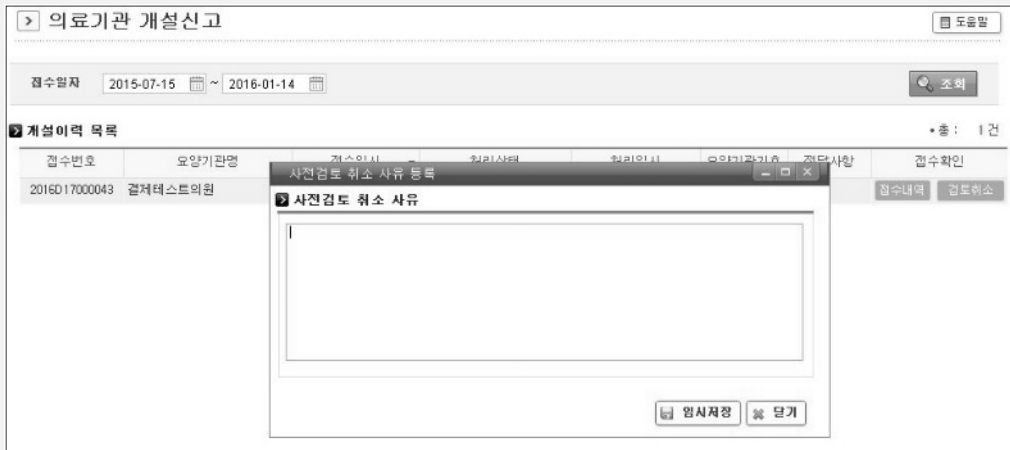 의료기관 개설신고
도움말
접수일자 2015-07-15 ~ 2016-01-14 조회
개설이력 목록 •총 : 1건
접수번호 요양기관명 접수일시 처리상태 처리일시 요양기관기호 전달사항 접수확인
2016D17000043 결제테스트의원 접수내역 검토취소
사전검토 취소 사유 등록
사전검토 취소 사유
임시저장 닫기